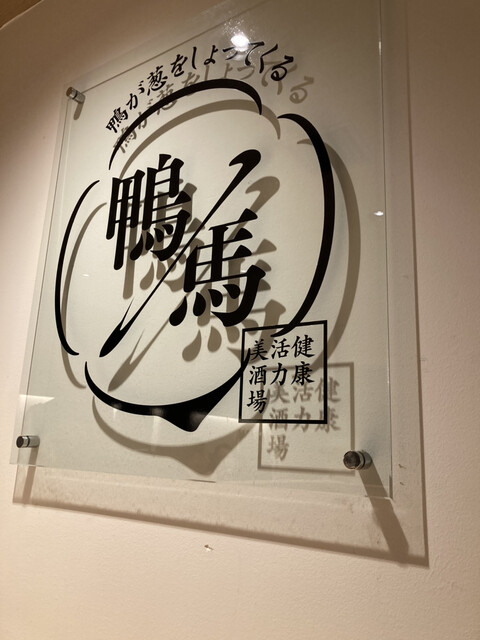 鴨が葱をしょってくる
鴨/馬
健康
活力
美酒場